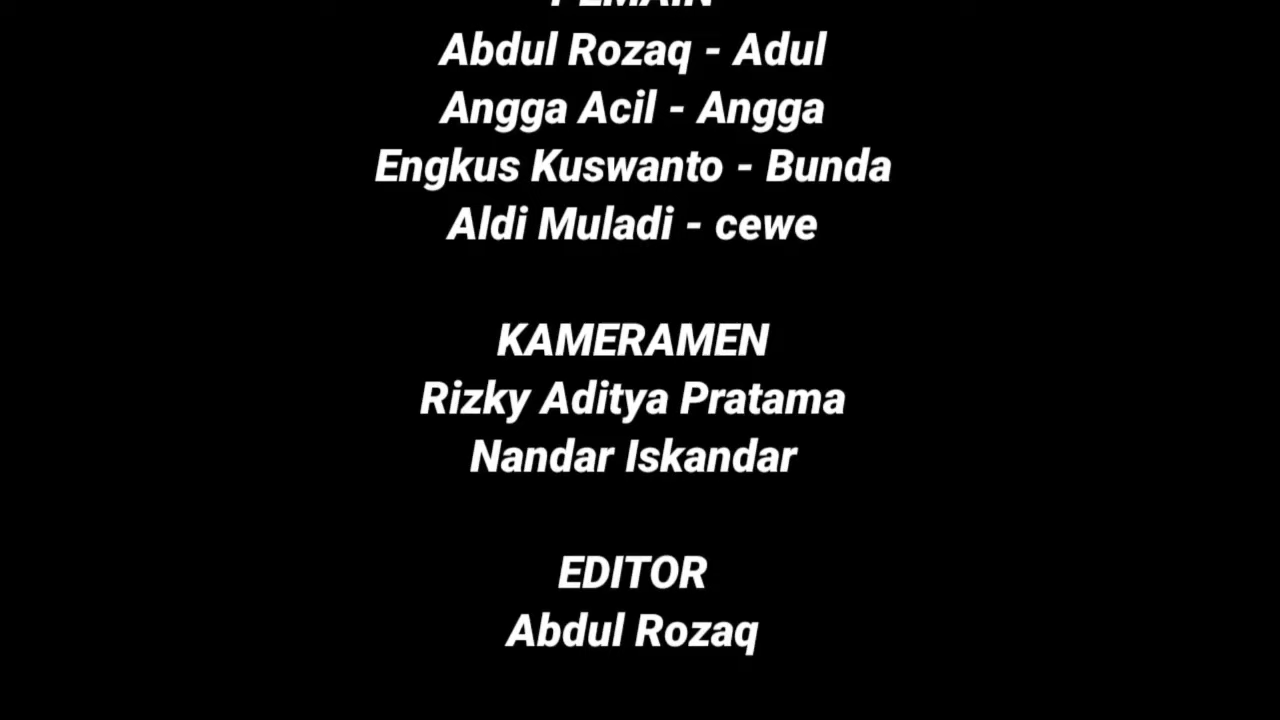 PEMAIN
Abdul Rozaq - Adul
Angga Acil - Angga
Engkus Kuswanto - Bunda
Aldi Muladi - cewe
KAMERAMEN
Rizky Aditya Pratama
Nandar Iskandar
EDITOR
Abdul Rozaq